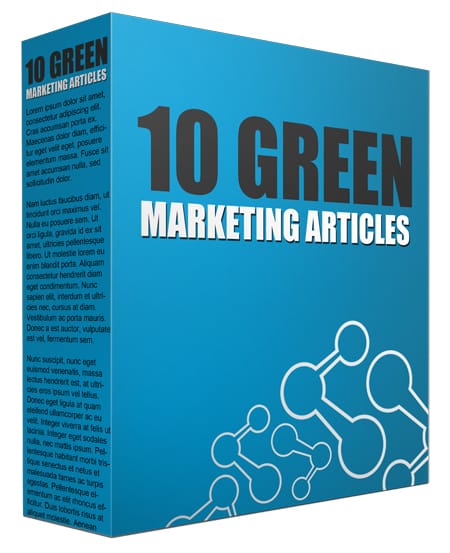 10 GREEN
MARKETING ARTICLES
Lorem ipsum dolor sit amet,
consectetur adipiscing elit.
Cras accumsan porta ex.
Maecenas dolor diam, effici-
tur eget velit eget, posuere
elementum massa. Fusce sit
amet accumsan nulla, sed
sollicitudin dolor.
Nam luctus faucibus diam, ut
tincidunt orci maximus vel.
Nulla eu posuere sem. Ut
orci ligula, gravida id ex sit
amet, ultricies pellentesque
libero. Ut molestie lorem eu
enim blandit porta. Aliquam
consectetur hendrerit diam
eget condimentum. Nunc
sapien elit, interdum et ultri-
cies nec, cursus at diam.
Vestibulum ac porta mauris.
Donec a est auctor, vulputate
est vel, fermentum sem.
Nunc suscipit, nunc eget
euismod venenatis, massa
lectus hendrerit est, at ultri-
cies eros ipsum vel tellus.
Donec eget ligula at quam
eleifend ullamcorper ac eu
velit. Integer viverra at felis ut
lacinia. Integer eget sodales
nulla, nec mattis ipsum. Pel-
lentesque habitant morbi tris-
tique senectus et netus et
malesuada fames ac turpis
egestas. Pellentesque el-
ementum ac elit rhoncus ef-
ficitur. Duis lobortis risus at
aliquet molestie. Aenean
10 GREEN
MARKETING ARTICLES